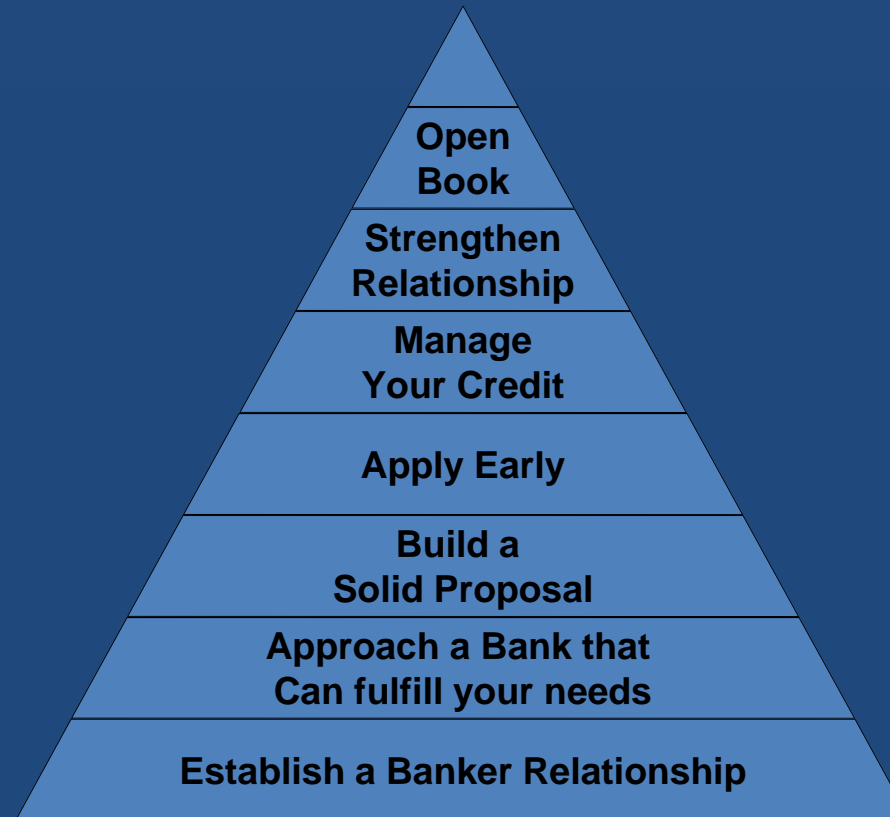 Open
Book
Strengthen
Relationship
Manage
Your Credit
Apply Early
Build a
Solid Proposal
Approach a Bank that
Can fulfill your needs
Establish a Banker Relationship